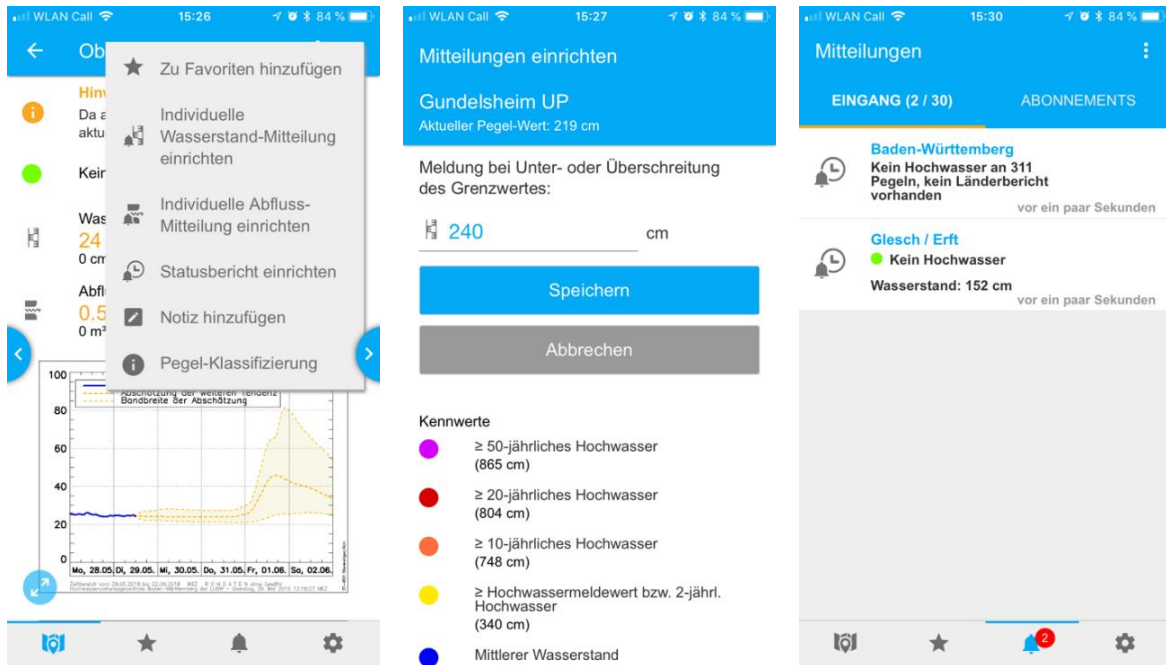 WLAN Call 15:26 84 %
Ob
Zu Favoriten hinzufügen
Individuelle
Wasserstand-Mitteilung
einrichten
Individuelle Abfluss-
Mitteilung einrichten
Statusbericht einrichten
Notiz hinzufügen
Pegel-Klassifizierung
Hinw
Da a
aktu
Kein
Was
24
0 cm
Abfl
0.5
0 m³
Abschätzung der weiteren Tendenz
Bandbreite der Abschätzung
100
80
60
40
20
0
Mo, 28.05. Di, 29.05. Mi, 30.05. Do, 31.05. Fr, 01.06. Sa, 02.06.
WLAN Call 15:27 84 %
Mitteilungen einrichten
Gundelsheim UP
Aktueller Pegel-Wert: 219 cm
Meldung bei Unter- oder Überschreitung
des Grenzwertes:
240 cm
Speichern
Abbrechen
Kennwerte
≥ 50-jährliches Hochwasser
(865 cm)
≥ 20-jährliches Hochwasser
(804 cm)
≥ 10-jährliches Hochwasser
(748 cm)
≥ Hochwassermeldewert bzw. 2-jährl.
Hochwasser
(340 cm)
Mittlerer Wasserstand
WLAN Call 15:30 84 %
Mitteilungen
EINGANG (2 / 30) ABONNEMENTS
Baden-Württemberg
Kein Hochwasser an 311
Pegeln, kein Länderbericht
vorhanden
vor ein paar Sekunden
Glesch / Erft
Kein Hochwasser
Wasserstand: 152 cm
vor ein paar Sekunden
2